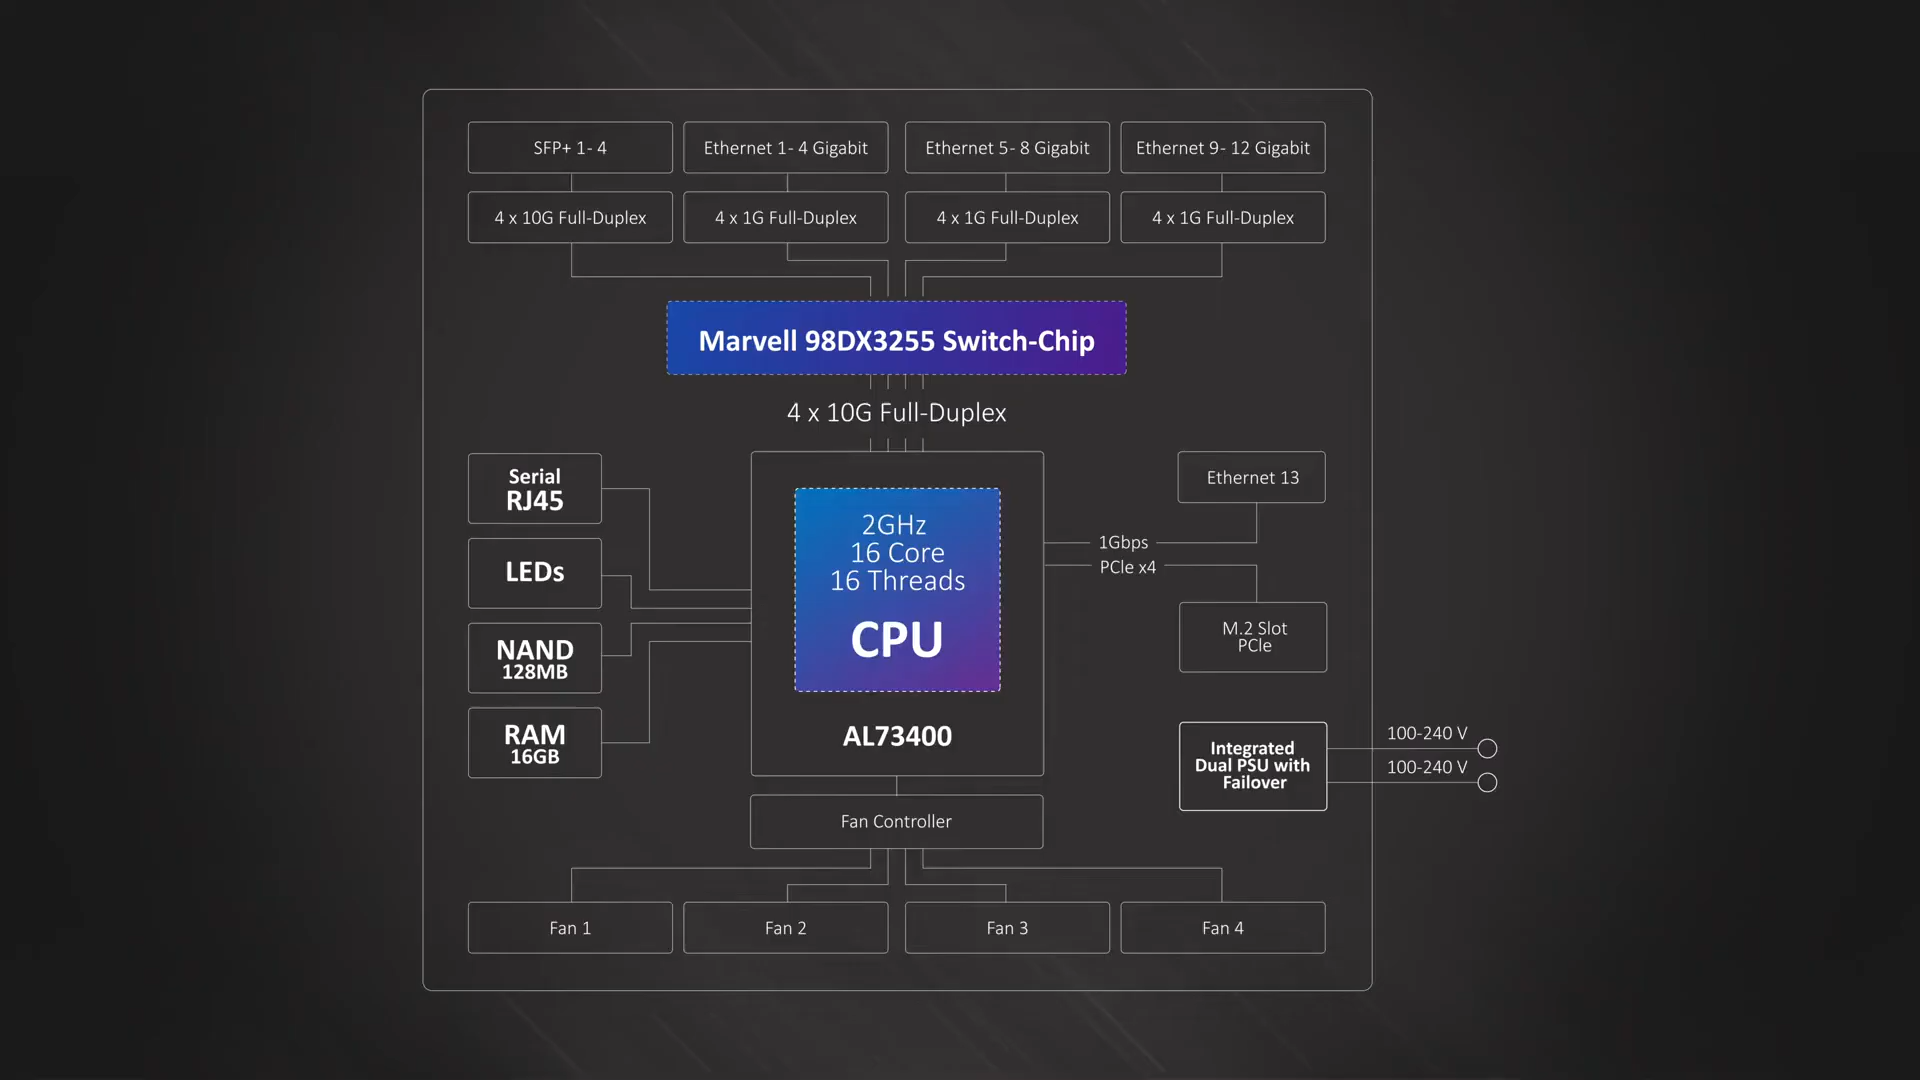 SFP+ 1- 4
Ethernet 1- 4 Gigabit
Ethernet 5- 8 Gigabit
Ethernet 9- 12 Gigabit
4 x 10G Full-Duplex
4 x 1G Full-Duplex
4 x 1G Full-Duplex
4 x 1G Full-Duplex
Marvell 98DX3255 Switch-Chip
4 x 10G Full-Duplex
Serial
RJ45
LEDs
NAND
128MB
RAM
16GB
2GHz
16 Core
16 Threads
CPU
AL73400
Ethernet 13
1Gbps
PCIe x4
M.2 Slot
PCIe
Integrated
Dual PSU with
Failover
100-240 V
100-240 V
Fan Controller
Fan 1
Fan 2
Fan 3
Fan 4